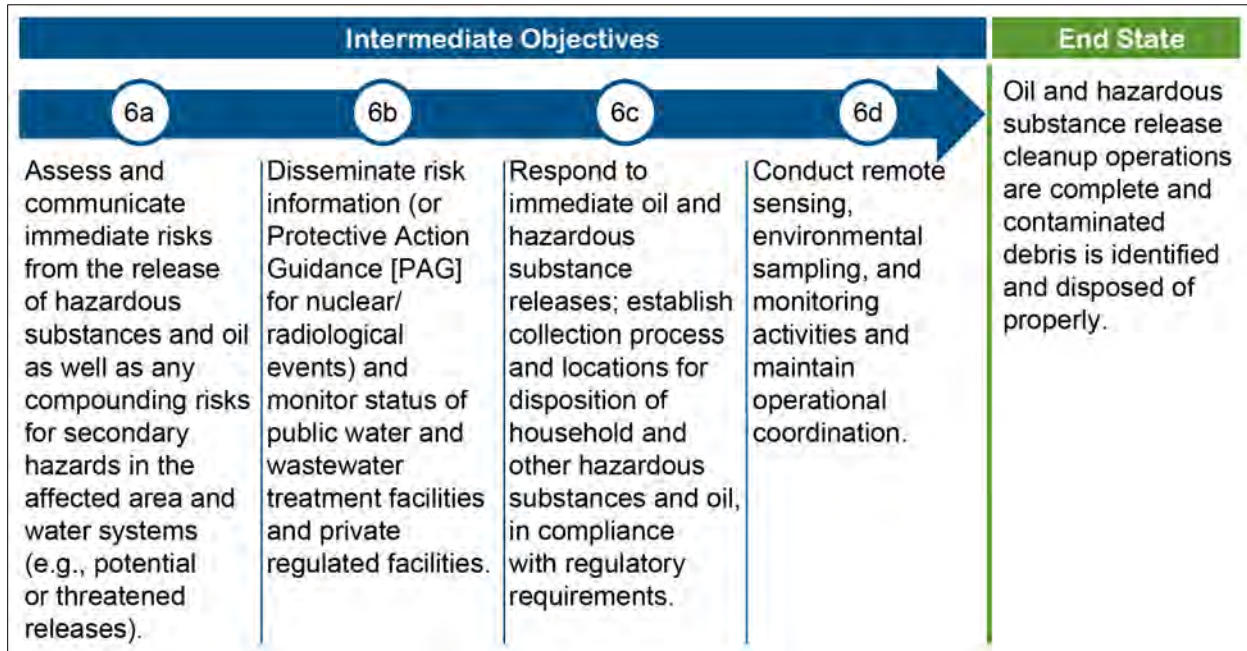 Intermediate Objectives
End State
6a
6b
6c
6d
Assess and
communicate
immediate risks
from the release
of hazardous
substances and oil
as well as any
compounding risks
for secondary
hazards in the
affected area and
water systems
(e.g., potential
or threatened
releases).
Disseminate risk
information (or
Protective Action
Guidance [PAG]
for nuclear/
radiological
events) and
monitor status of
public water and
wastewater
treatment facilities
and private
regulated facilities.
Respond to
immediate oil and
hazardous
substance
releases; establish
collection process
and locations for
disposition of
household and
other hazardous
substances and oil,
in compliance
with regulatory
requirements.
Conduct remote
sensing,
environmental
sampling, and
monitoring
activities and
maintain
operational
coordination.
Oil and hazardous
substance release
cleanup operations
are complete and
contaminated
debris is identified
and disposed of
properly.